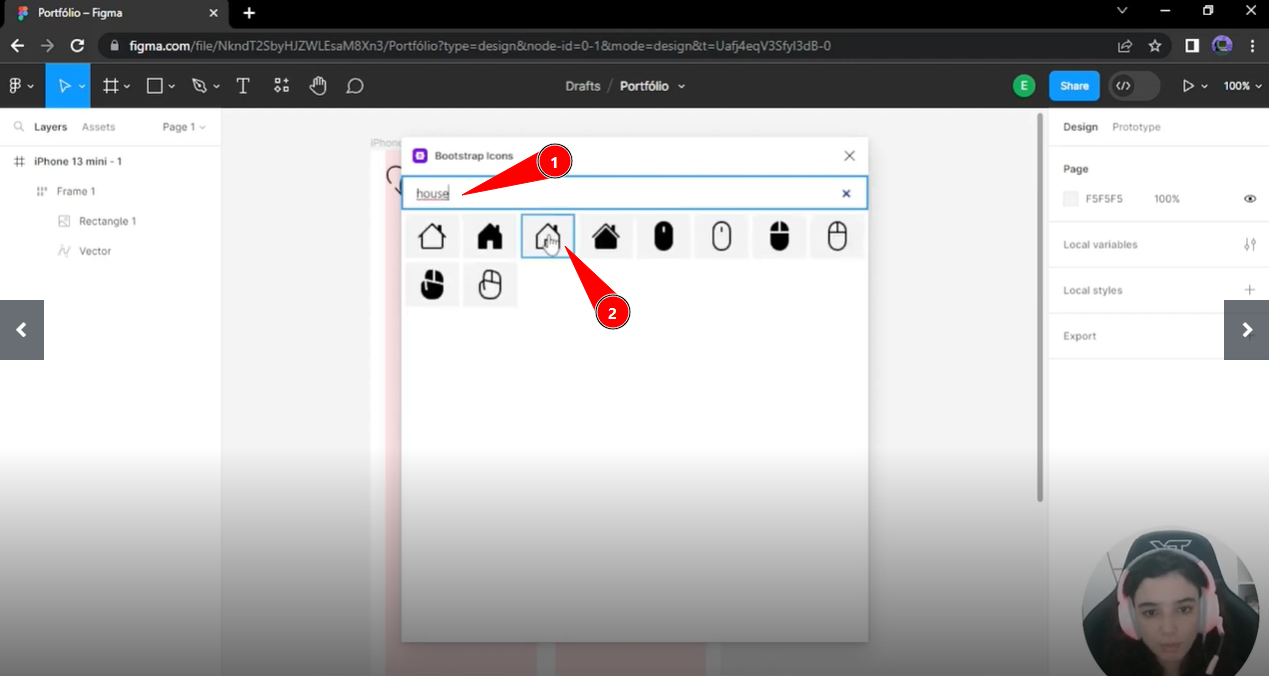 Portfólio – Figma
figma.com/file/NkndT2SbyHJZWLEsaM8Xn3/Portfólio?type=design&node-id=0-1&mode=design&t=Uafj4eqV3SfyI3dB-0
Drafts / Portfólio
E
Share
100%
Layers
Assets
Page 1
iPhone 13 mini - 1
Frame 1
Rectangle 1
Vector
iPhone
Bootstrap Icons
house
1
2
Design
Prototype
Page
F5F5F5
100%
Local variables
Local styles
Export